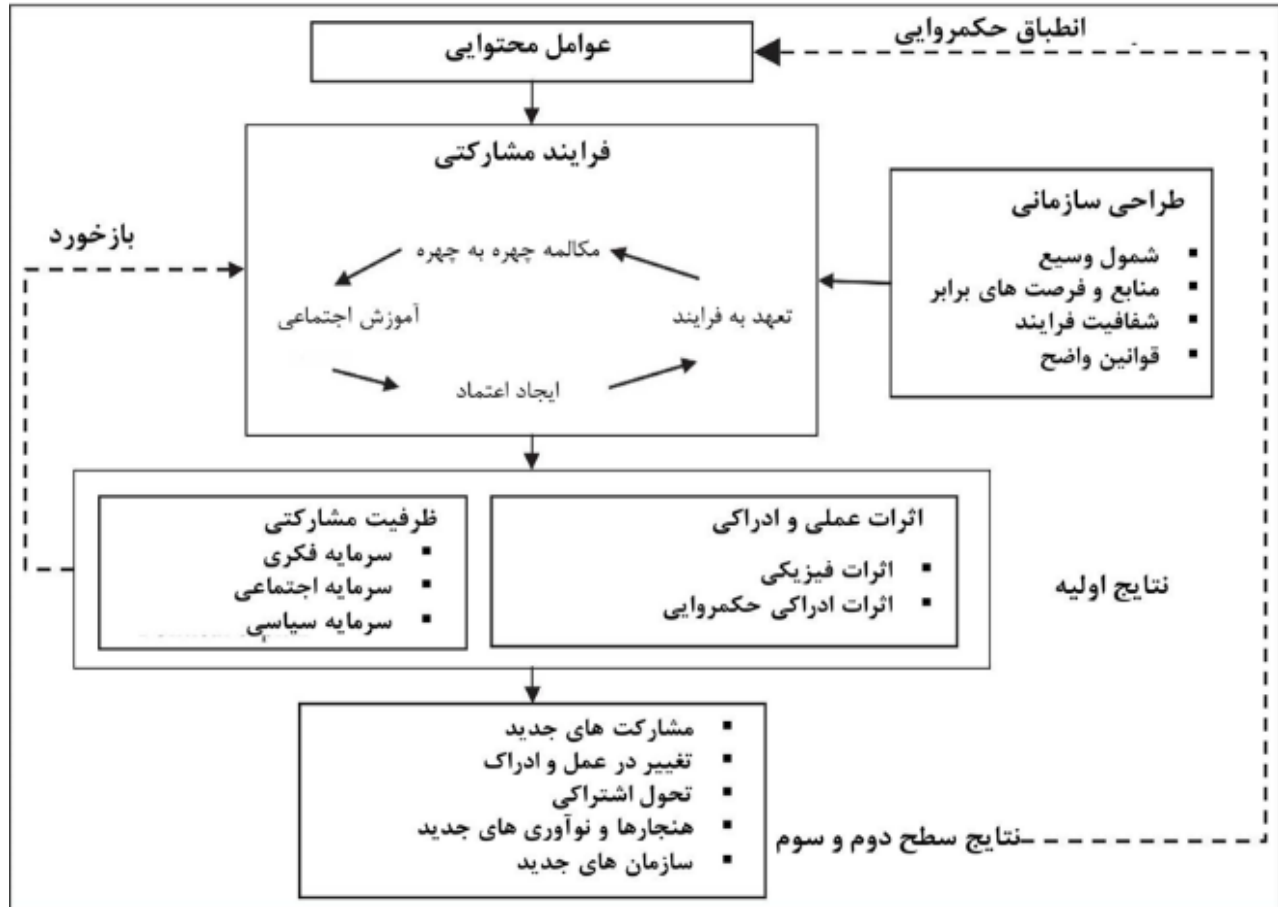 عوامل محتوایی
انطباق حکمروایی
فرایند مشارکتی
مکالمه چهره به چهره
آموزش اجتماعی
تعهد به فرایند
ایجاد اعتماد
طراحی سازمانی
▪ شمول وسیع
▪ منابع و فرصت های برابر
▪ شفافیت فرایند
▪ قوانین واضح
بازخورد
اثرات عملی و ادراکی
▪ اثرات فیزیکی
▪ اثرات ادراکی حکمروایی
ظرفیت مشارکتی
▪ سرمایه فکری
▪ سرمایه اجتماعی
▪ سرمایه سیاسی
نتایج اولیه
▪ مشارکت های جدید
▪ تغییر در عمل و ادراک
▪ تحول اشتراکی
▪ هنجارها و نوآوری های جدید
▪ سازمان های جدید
نتایج سطح دوم و سوم